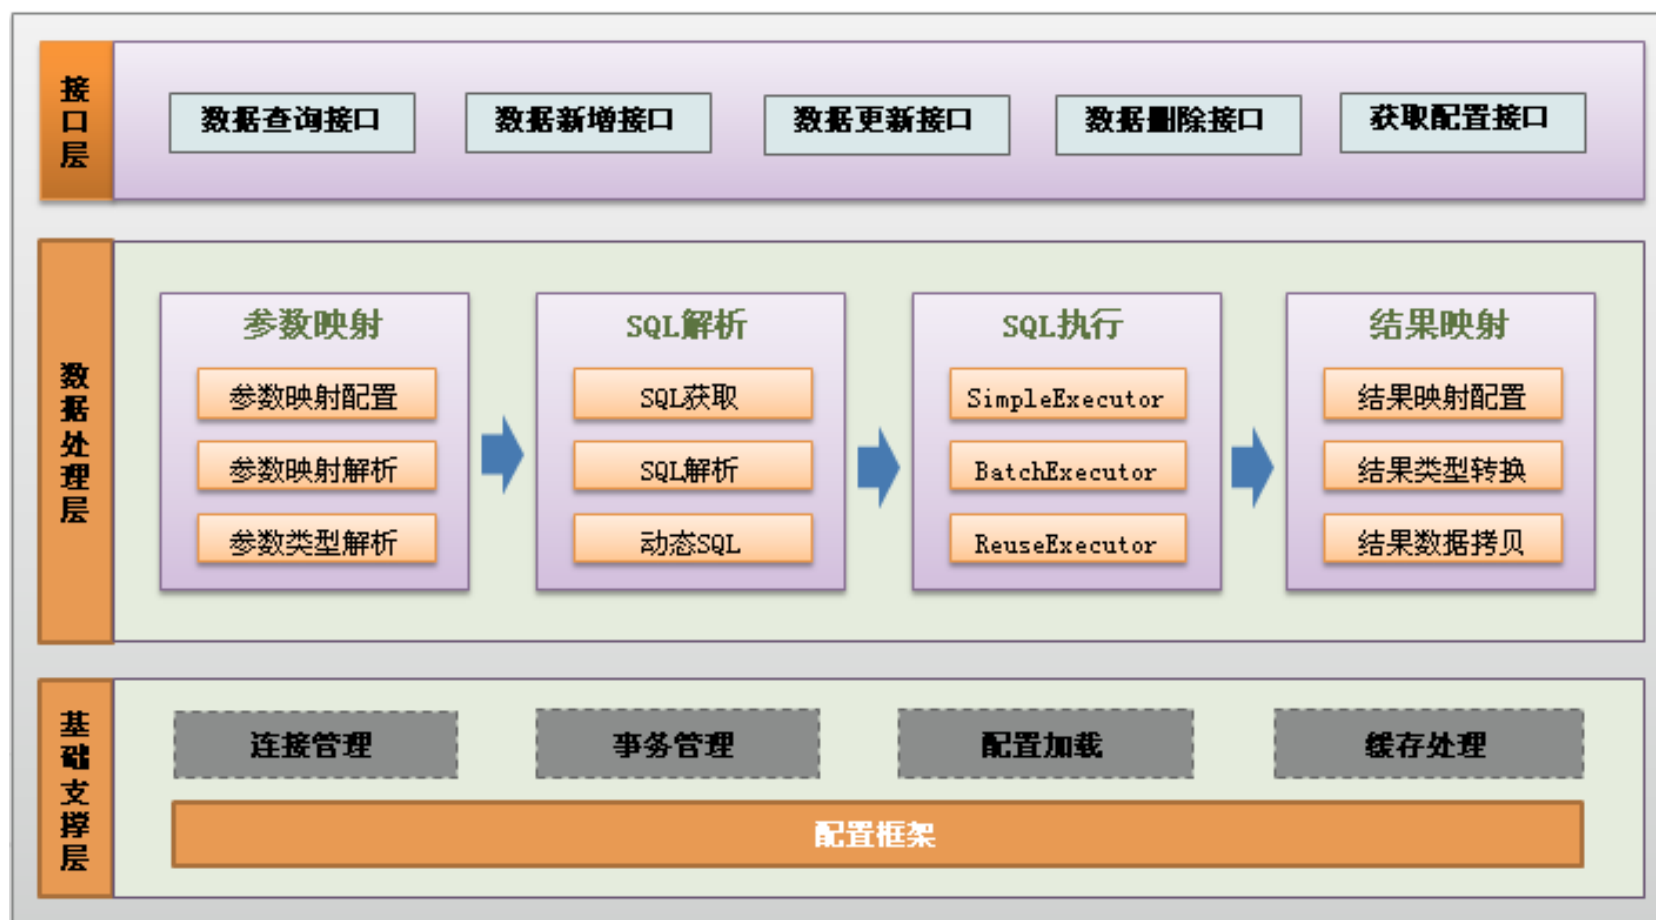 接口层
数据查询接口
数据新增接口
数据更新接口
数据删除接口
获取配置接口
数据处理层
参数映射
参数映射配置
参数映射解析
参数类型解析
SQL解析
SQL获取
SQL解析
动态SQL
SQL执行
SimpleExecutor
BatchExecutor
ReuseExecutor
结果映射
结果映射配置
结果类型转换
结果数据拷贝
基础支撑层
连接管理
事务管理
配置加载
缓存处理
配置框架